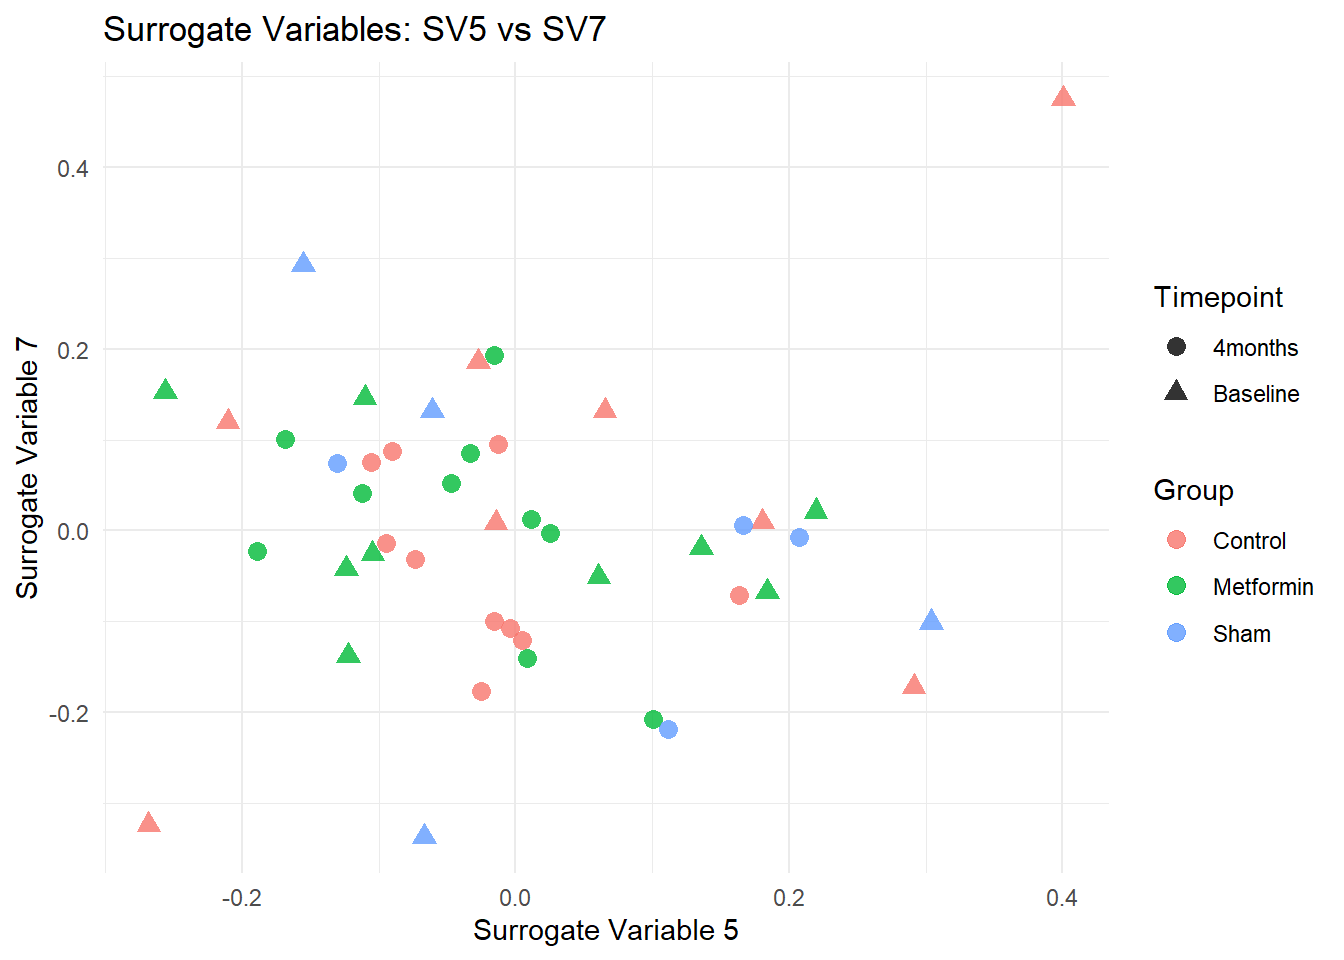 Surrogate Variables: SV5 vs SV7
Surrogate Variable 7
0.4
0.2
0.0
-0.2
-0.2
0.0
0.2
0.4
Surrogate Variable 5
Timepoint
4months
Baseline
Group
Control
Metformin
Sham